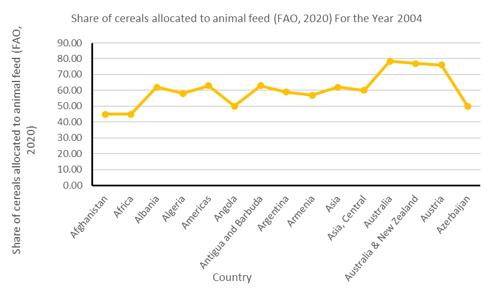 Share of cereals allocated to animal feed (FAO, 2020) For the Year 2004
Share of cereals allocated to animal feed (FAO,
2020)
90.00
80.00
70.00
60.00
50.00
40.00
30.00
20.00
10.00
0.00
Afghanistan
Africa
Albania
Algeria
Americas
Angola
Antigua and Barbuda
Argentina
Armenia
Asia
Asia, Central
Australia
Australia & New Zealand
Austria
Azerbaijan
Country